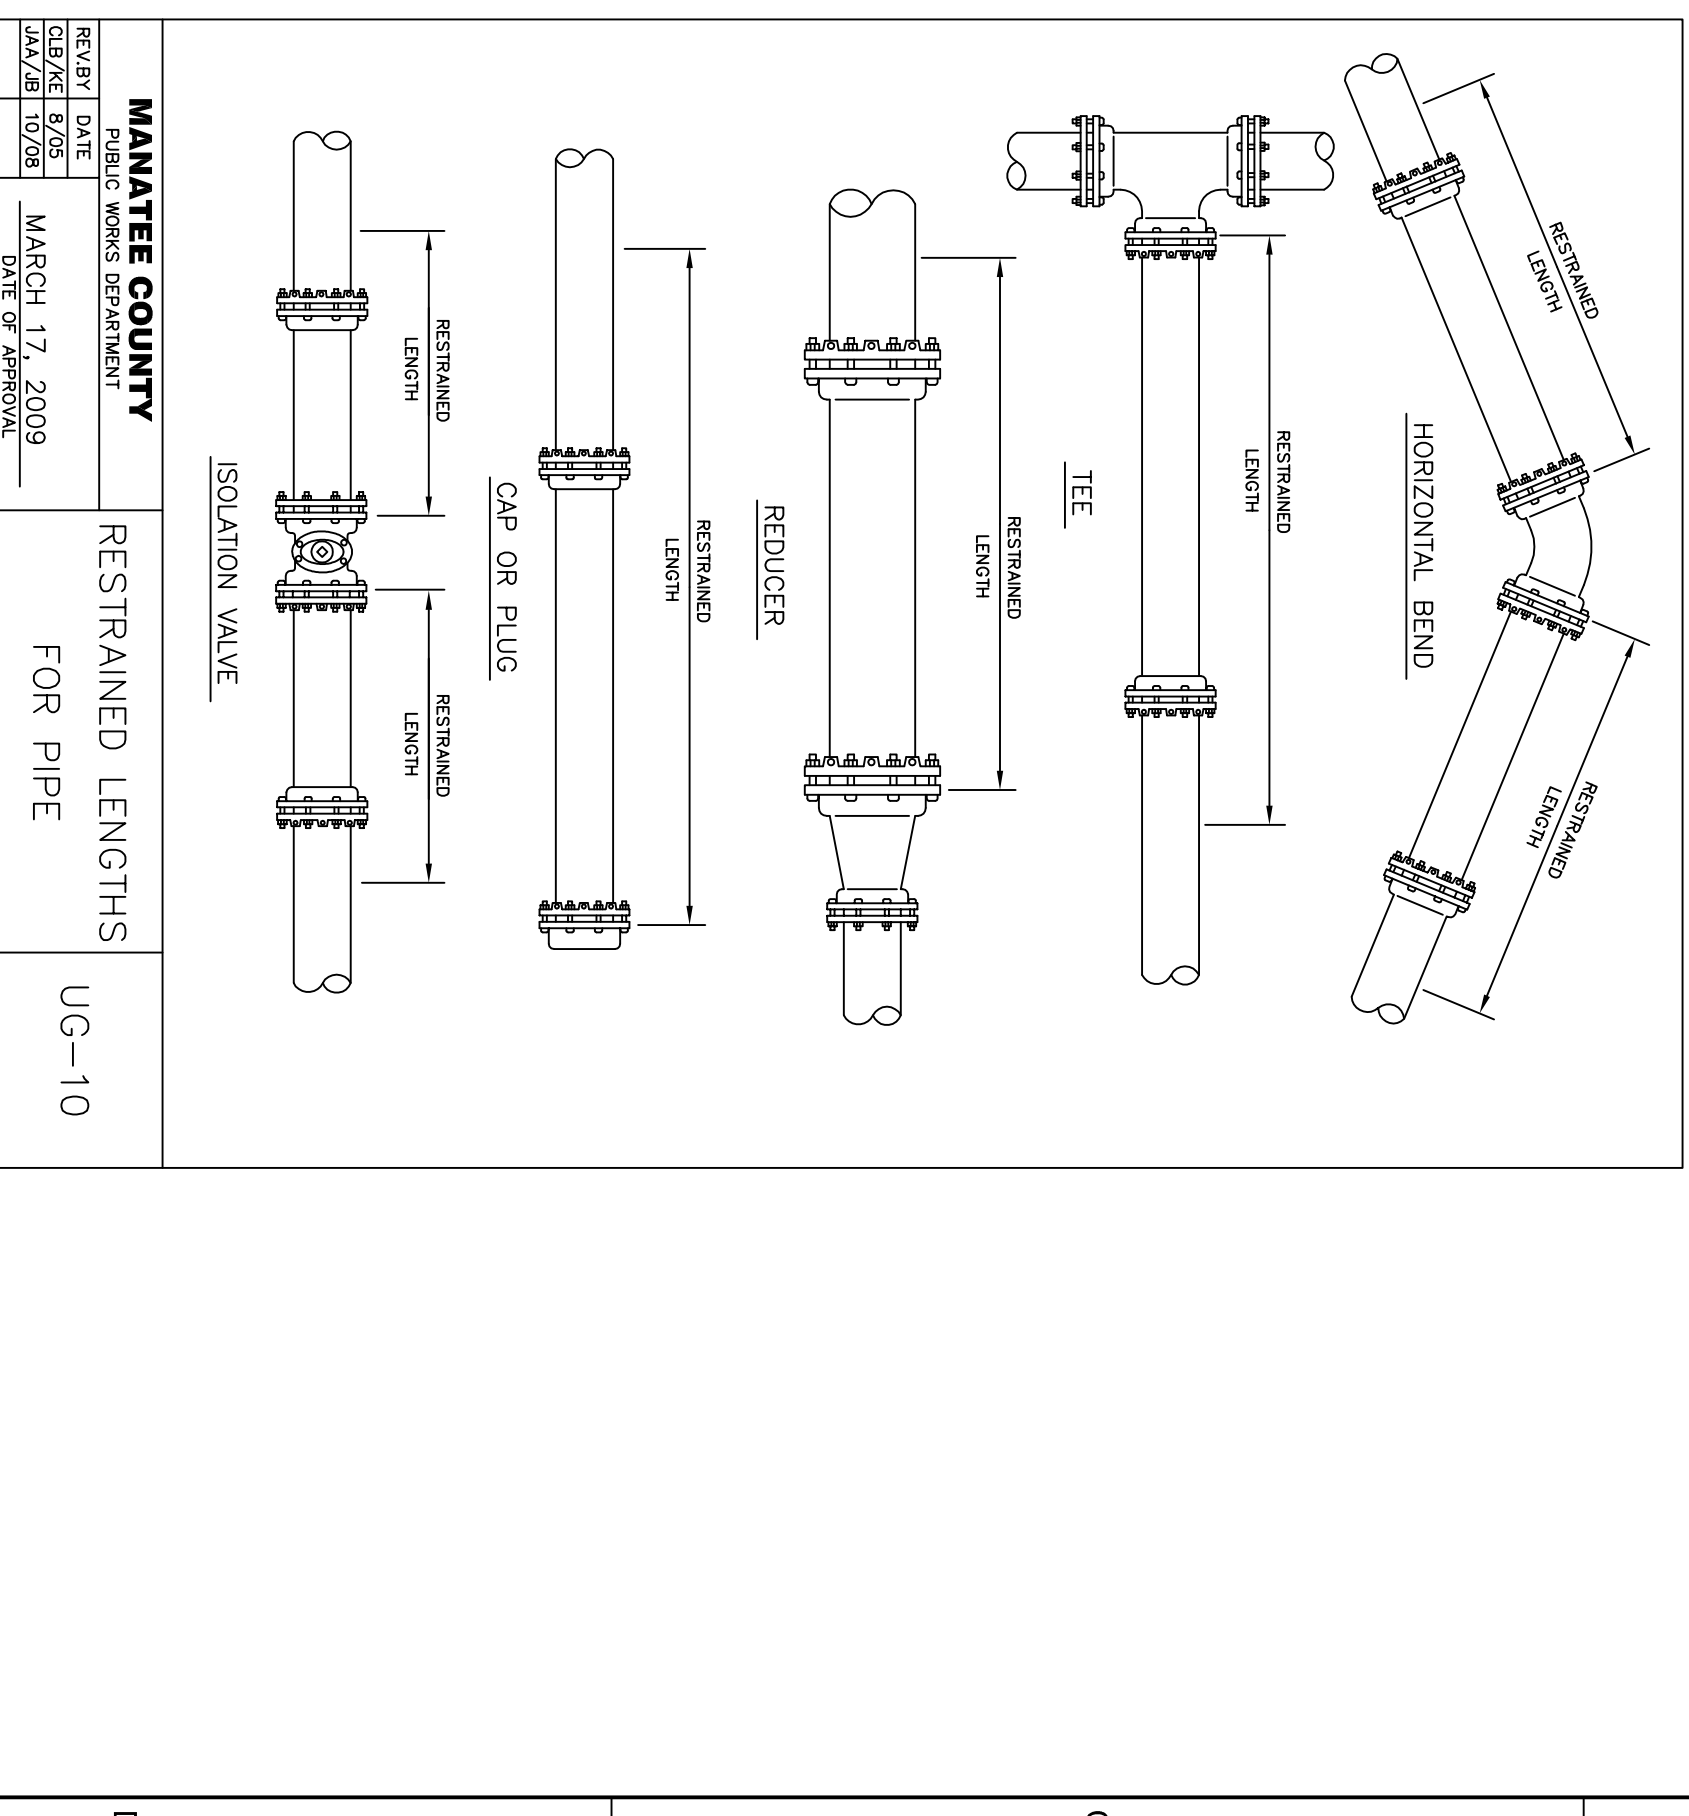 RESTRAINED
LENGTH
RESTRAINED
LENGTH
HORIZONTAL BEND
RESTRAINED
LENGTH
TEE
RESTRAINED
LENGTH
REDUCER
RESTRAINED
LENGTH
CAP OR PLUG
RESTRAINED
LENGTH
RESTRAINED
LENGTH
ISOLATION VALVE
MANATEE COUNTY
PUBLIC WORKS DEPARTMENT
REV.BY DATE
CLB/KE 8/05
JAA/JB 10/08
MARCH 17, 2009
DATE OF APPROVAL
RESTRAINED LENGTHS
FOR PIPE
UG-10